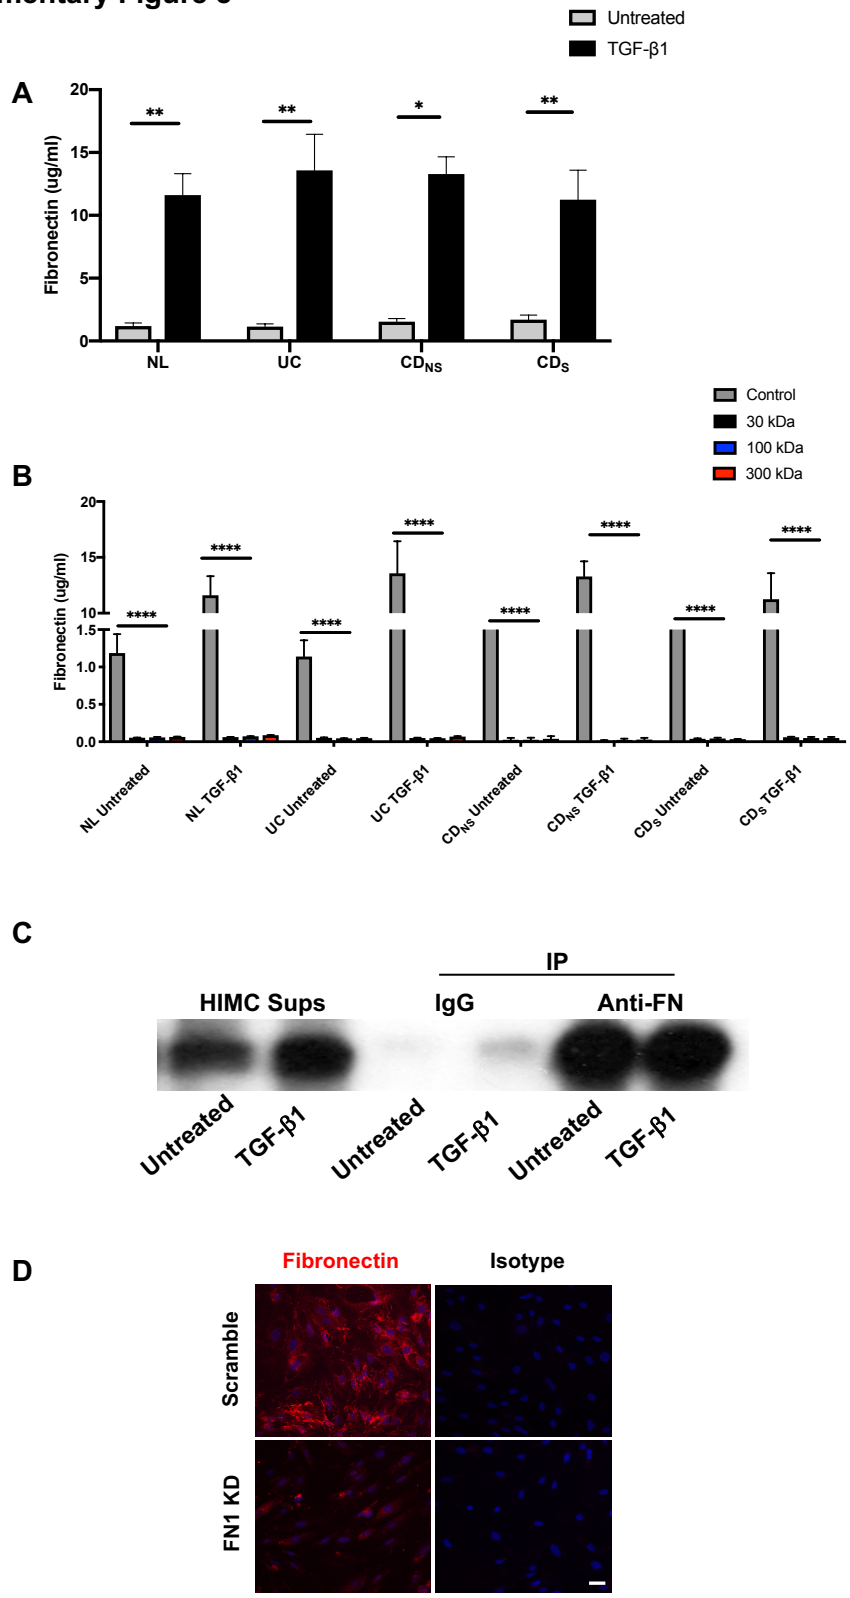 Untreated
TGF-β1
A
** ** * **
20
15
10
5
0
Fibronectin (ug/ml)
NL UC CDNS CDS
Control
30 kDa
100 kDa
300 kDa
B
**** **** **** **** **** **** **** ****
20
15
10
1.5
1.0
0.5
0.0
Fibronectin (ug/ml)
NL Untreated
NL TGF-β1
UC Untreated
UC TGF-β1
CDNS Untreated
CDNS TGF-β1
CDS Untreated
CDS TGF-β1
C
IP
HIMC Sups IgG Anti-FN
Untreated TGF-β1 Untreated TGF-β1 Untreated TGF-β1
D
Fibronectin Isotype
Scramble
FN1 KD